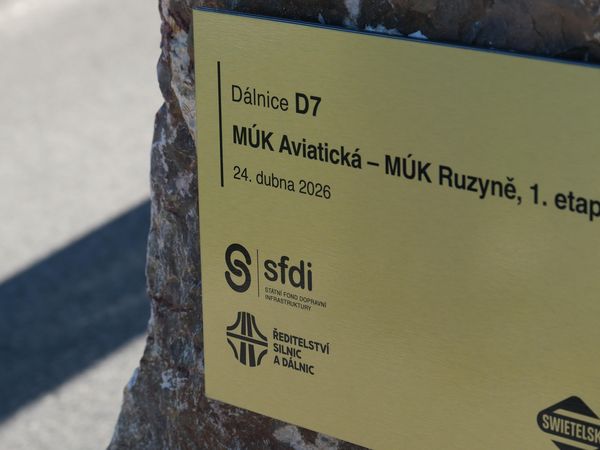 Dálnice D7
MÚK Aviatická – MÚK Ruzyně, 1. etap
24. dubna 2026
sfdi
STÁTNÍ FOND DOPRAVNÍ
INFRASTRUKTURY
ŘEDITELSTVÍ
SILNIC
A DÁLNIC
SWIETELSK